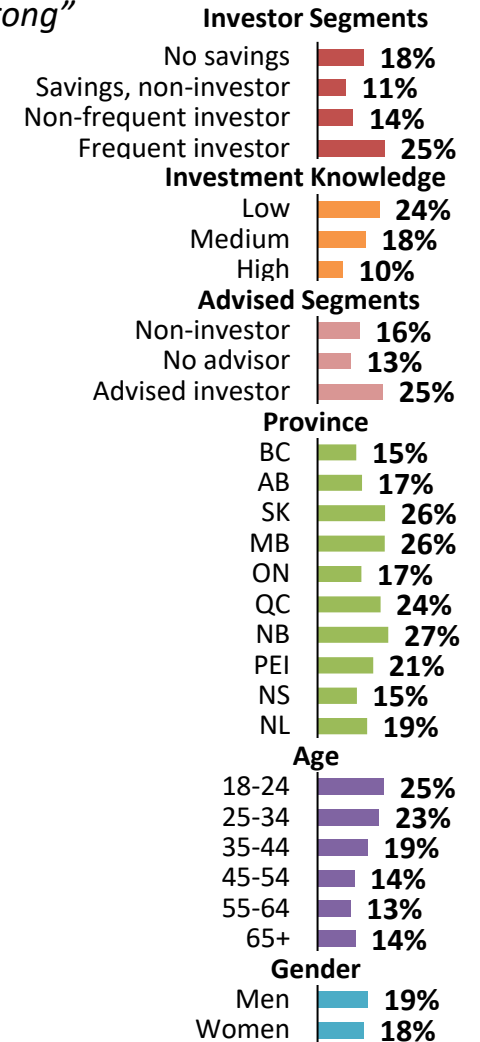 rong”
Investor Segments
No savings 18%
Savings, non-investor 11%
Non-frequent investor 14%
Frequent investor 25%
Investment Knowledge
Low 24%
Medium 18%
High 10%
Advised Segments
Non-investor 16%
No advisor 13%
Advised investor 25%
Province
BC 15%
AB 17%
SK 26%
MB 26%
ON 17%
QC 24%
NB 27%
PEI 21%
NS 15%
NL 19%
Age
18-24 25%
25-34 23%
35-44 19%
45-54 14%
55-64 13%
65+ 14%
Gender
Men 19%
Women 18%